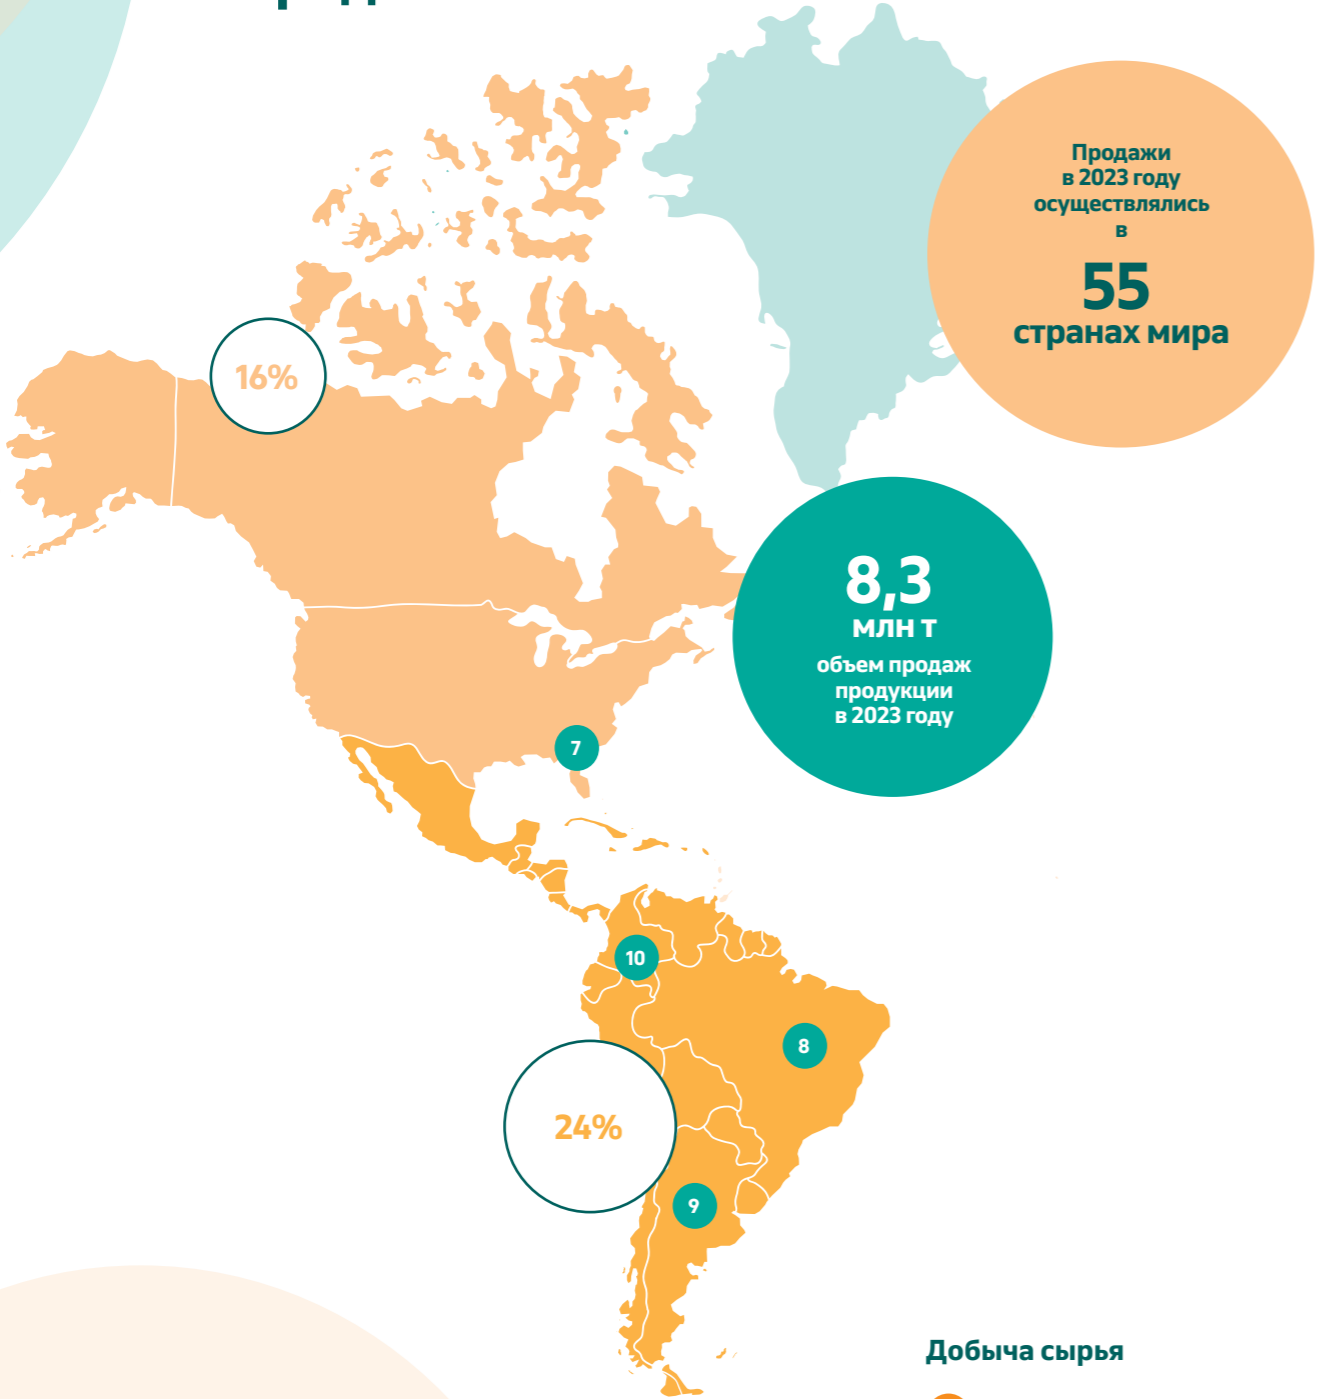 Продажи
в 2023 году
осуществлялись
в
55
странах мира
16%
8,3
млн т
объем продаж
продукции
в 2023 году
7
10
8
24%
9
Добыча сырья